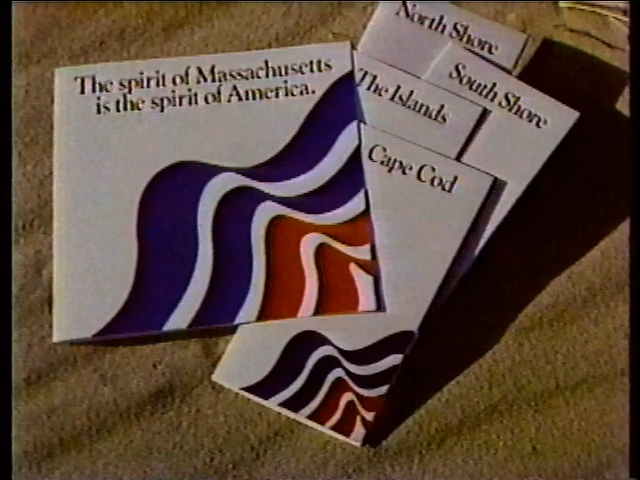 The spirit of Massachusetts
is the spirit of America.
North Shore
South Shore
The Islands
Cape Cod